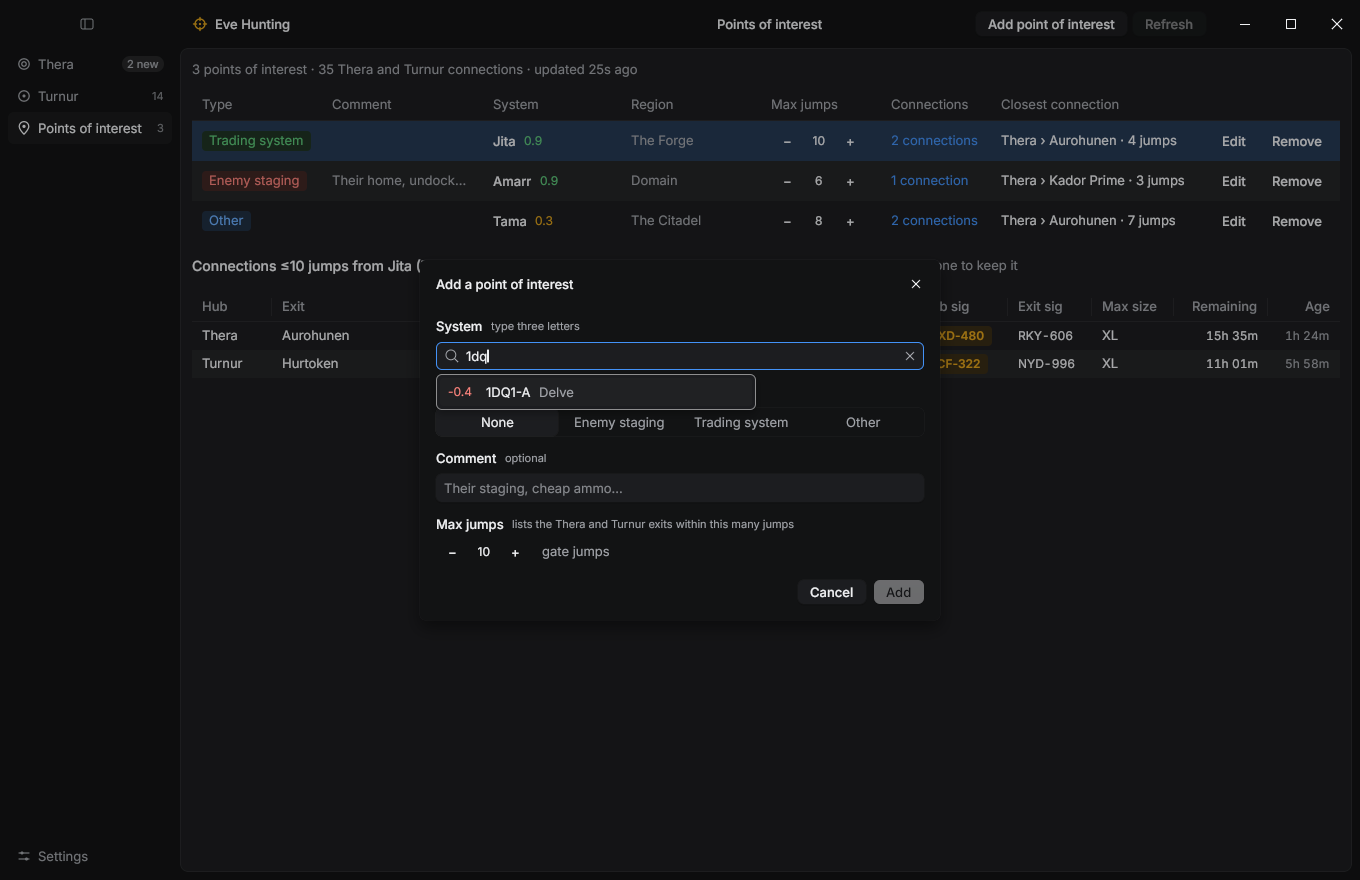 Eve Hunting
Points of interest
Add point of interest
Refresh
Thera 2 new
Turnur 14
Points of interest 3
Settings
3 points of interest · 35 Thera and Turnur connections · updated 25s ago
Type Comment System Region Max jumps Connections Closest connection
Trading system Jita 0.9 The Forge – 10 + 2 connections Thera › Aurohunen · 4 jumps Edit Remove
Enemy staging Their home, undock... Amarr 0.9 Domain – 6 + 1 connection Thera › Kador Prime · 3 jumps Edit Remove
Other Tama 0.3 The Citadel – 8 + 2 connections Thera › Aurohunen · 7 jumps Edit Remove
Connections ≤10 jumps from Jita ( to keep it
Hub Exit sig Exit sig Max size Remaining Age
Thera Aurohunen XD-480 RKY-606 XL 15h 35m 1h 24m
Turnur Hurtoken CF-322 NYD-996 XL 11h 01m 5h 58m
Add a point of interest
System type three letters
1dq
-0.4 1DQ1-A Delve
None Enemy staging Trading system Other
Comment optional
Their staging, cheap ammo...
Max jumps lists the Thera and Turnur exits within this many jumps
– 10 + gate jumps
Cancel Add